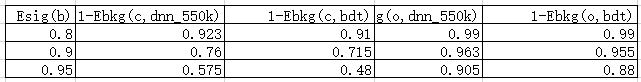 Esig(b) 1-Ebkg(c,dnn_550k) 1-Ebkg(c,bdt) g(o,dnn_550k) 1-Ebkg(o,bdt)
0.8 0.923 0.91 0.99 0.99
0.9 0.76 0.715 0.963 0.955
0.95 0.575 0.48 0.905 0.88